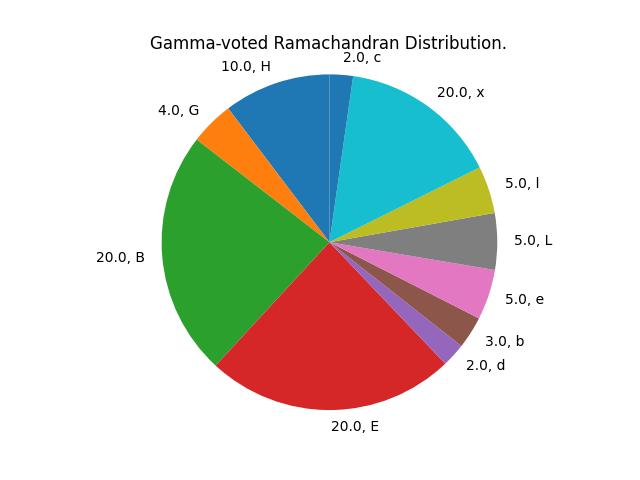 Gamma-voted Ramachandran Distribution.
2.0, c
10.0, H
20.0, x
4.0, G
5.0, l
5.0, L
20.0, B
5.0, e
3.0, b
2.0, d
20.0, E